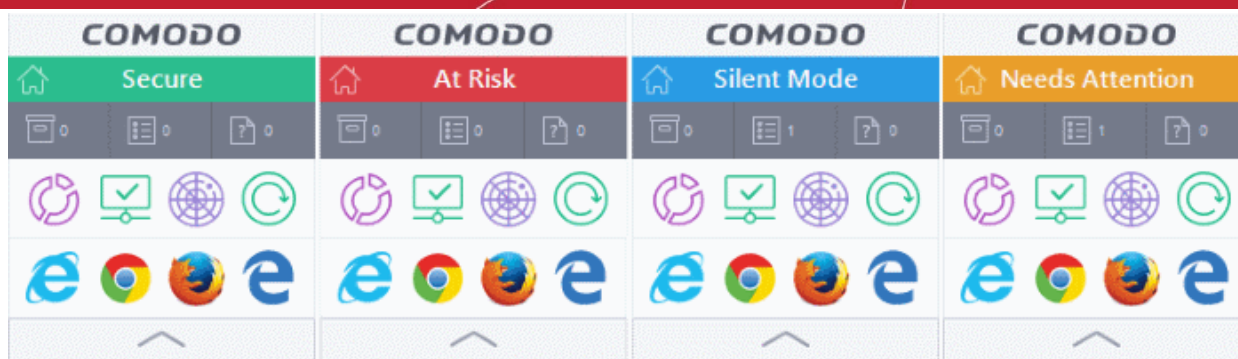 COMODO COMODO COMODO COMODO
Secure At Risk Silent Mode Needs Attention
0 0 ? 0 0 0 ? 0 0 1 ? 0 0 1 ? 0